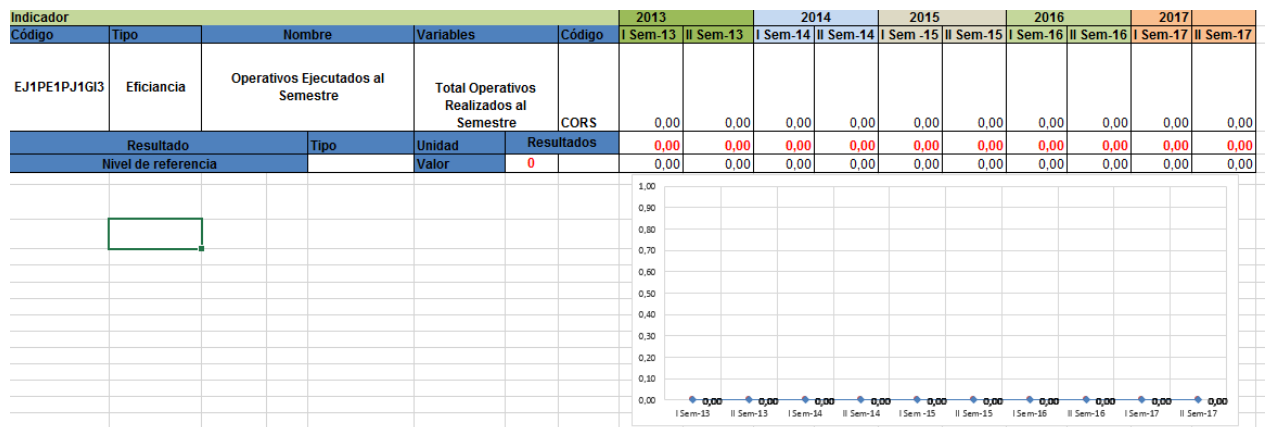 Indicador 2013 2014 2015 2016 2017
Código Tipo Nombre Variables Código I Sem-13 II Sem-13 I Sem-14 II Sem-14 I Sem -15 II Sem-15 I Sem-16 II Sem-16 I Sem-17 II Sem-17
EJ1PE1PJ1GI3 Eficiancia Operativos Ejecutados al
Semestre
Total Operativos
Realizados al
Semestre
CORS 0,00 0,00 0,00 0,00 0,00 0,00 0,00 0,00 0,00 0,00
Resultado Tipo Unidad Resultados 0,00 0,00 0,00 0,00 0,00 0,00 0,00 0,00 0,00 0,00
Nivel de referencia Valor 0 0,00 0,00 0,00 0,00 0,00 0,00 0,00 0,00 0,00 0,00
1,00
0,90
0,80
0,70
0,60
0,50
0,40
0,30
0,20
0,10
0,00 0,00 0,00 0,00 0,00 0,00 0,00 0,00 0,00 0,00 0,00
I Sem-13 II Sem-13 I Sem-14 II Sem-14 I Sem -15 II Sem-15 I Sem-16 II Sem-16 I Sem-17 II Sem-17